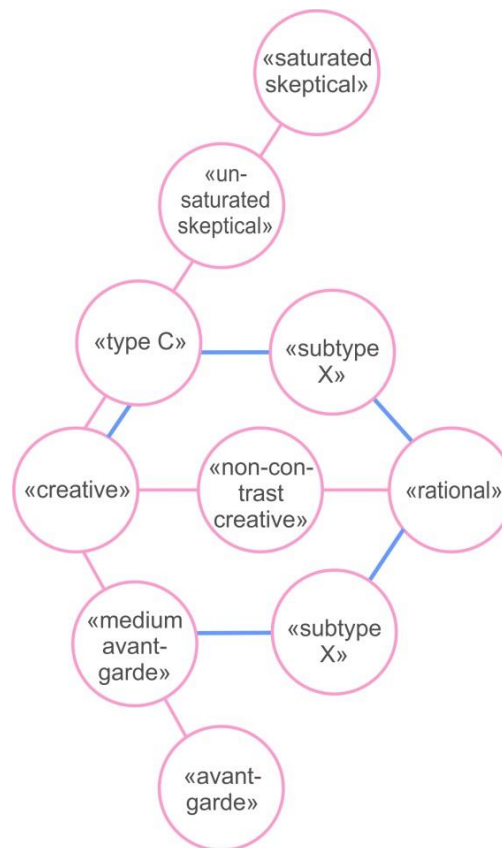 «saturated
skeptical»
«un-
saturated
skeptical»
«type C»
«subtype
X»
«creative»
«non-con-
trast
creative»
«rational»
«medium
avant-
garde»
«subtype
X»
«avant-
garde»